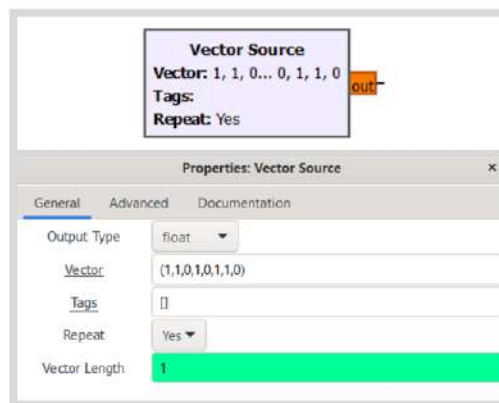 Vector Source
Vector: 1, 1, 0... 0, 1, 1, 0
Tags:
Repeat: Yes
out
Properties: Vector Source ×
General Advanced Documentation
Output Type float
Vector (1,1,0,1,0,1,1,0)
Tags []
Repeat Yes
Vector Length 1